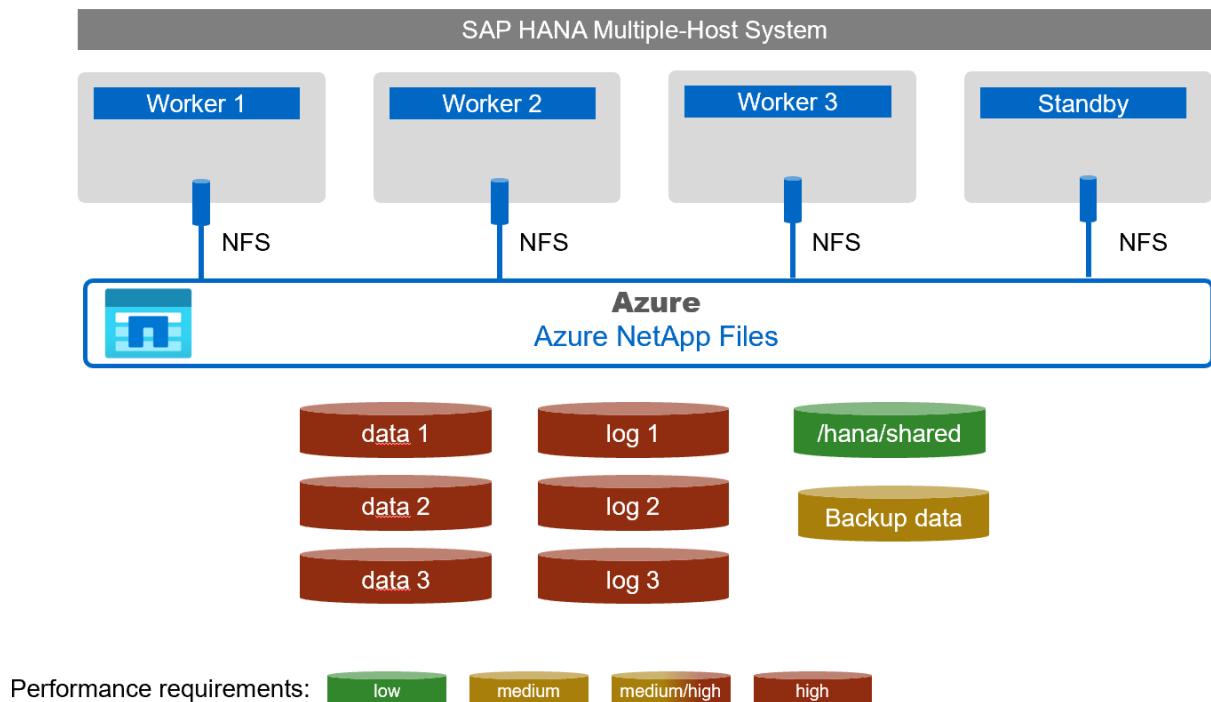 SAP HANA Multiple-Host System
Worker 1
Worker 2
Worker 3
Standby
NFS
NFS
NFS
NFS
Azure
Azure NetApp Files
data 1
log 1
/hana/shared
data 2
log 2
Backup data
data 3
log 3
Performance requirements:
low
medium
medium/high
high